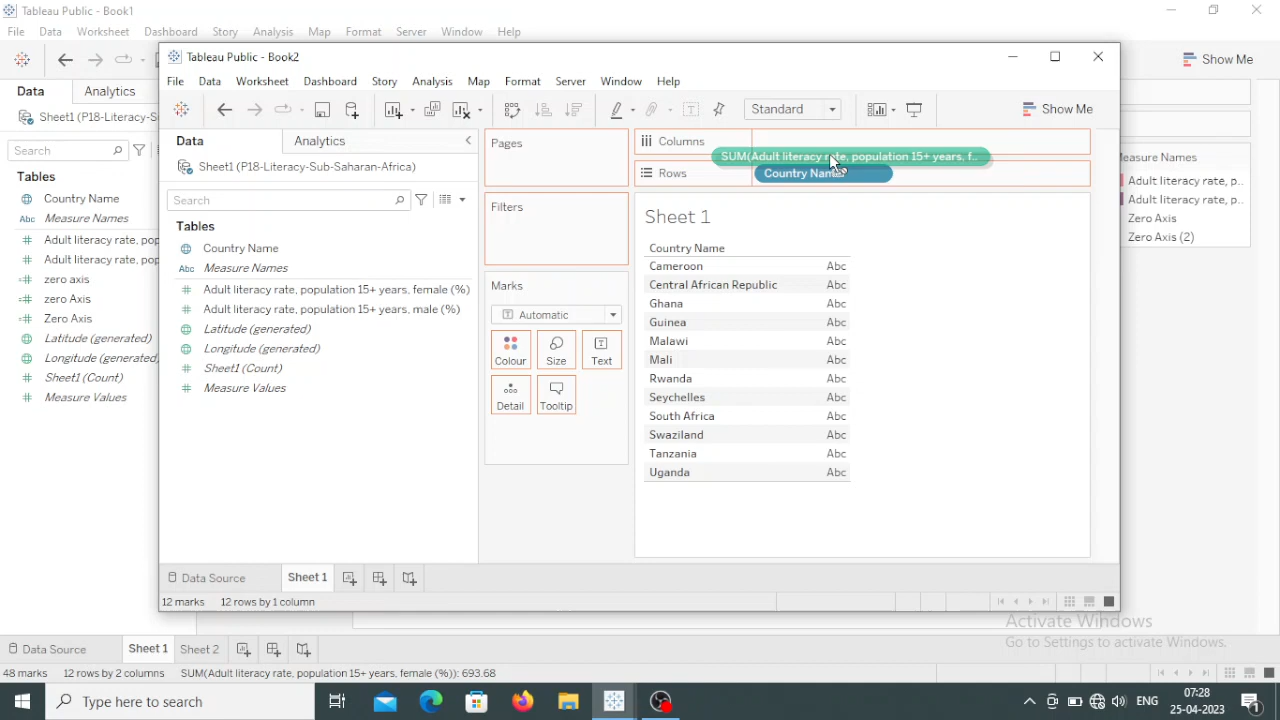 Tableau Public - Book1
File Data Worksheet Dashboard Story Analysis Map Format Server Window Help
Show Me
Data Analytics
Sheet1 (P18-Literacy-S
Search
Tables
Country Name
Measure Names
Adult literacy rate, pop
Adult literacy rate, pop
zero axis
zero Axis
Zero Axis
Latitude (generated)
Longitude (generated)
Sheet1 (Count)
Measure Values
Tableau Public - Book2
File Data Worksheet Dashboard Story Analysis Map Format Server Window Help
Standard
Show Me
Data Analytics
Sheet1 (P18-Literacy-Sub-Saharan-Africa)
Search
Tables
Country Name
Abc Measure Names
Adult literacy rate, population 15+ years, female (%)
Adult literacy rate, population 15+ years, male (%)
Latitude (generated)
Longitude (generated)
Sheet1 (Count)
Measure Values
Pages
Filters
Marks
Automatic
Colour Size Text
Detail Tooltip
Columns
SUM(Adult literacy rate, population 15+ years, f..
Rows
Country Name
Sheet 1
Country Name
Cameroon Abc
Central African Republic Abc
Ghana Abc
Guinea Abc
Malawi Abc
Mali Abc
Rwanda Abc
Seychelles Abc
South Africa Abc
Swaziland Abc
Tanzania Abc
Uganda Abc
Data Source Sheet 1
12 marks 12 rows by 1 column
Measure Names
Adult literacy rate, p..
Adult literacy rate, p..
Zero Axis
Zero Axis (2)
Activate Windows
Go to Settings to activate Windows.
Data Source Sheet 1 Sheet 2
48 marks 12 rows by 2 columns SUM(Adult literacy rate, population 15+ years, female (%)): 693.68
Type here to search
ENG
07:28
25-04-2023
1